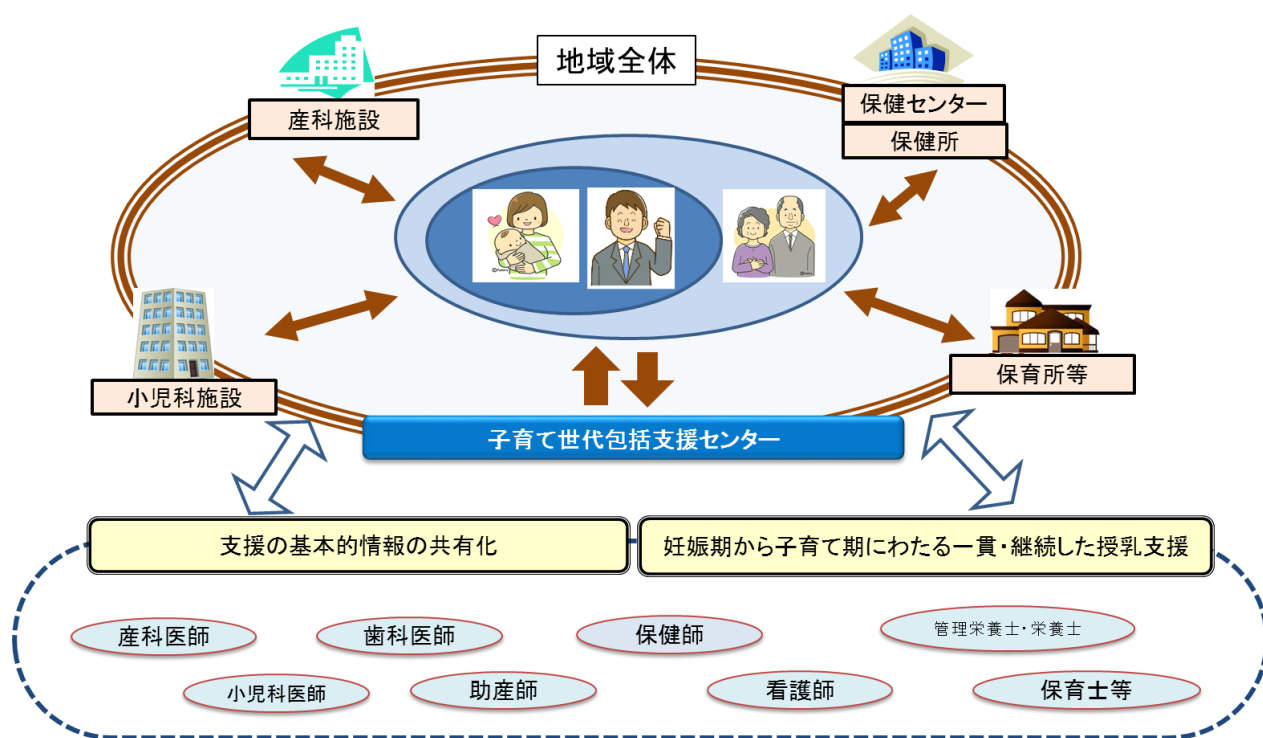 地域全体
産科施設
保健センター
保健所
小児科施設
保育所等
子育て世代包括支援センター
支援の基本的情報の共有化
妊娠期から子育て期にわたる一貫・継続した授乳支援
産科医師
歯科医師
保健師
管理栄養士・栄養士
小児科医師
助産師
看護師
保育士等